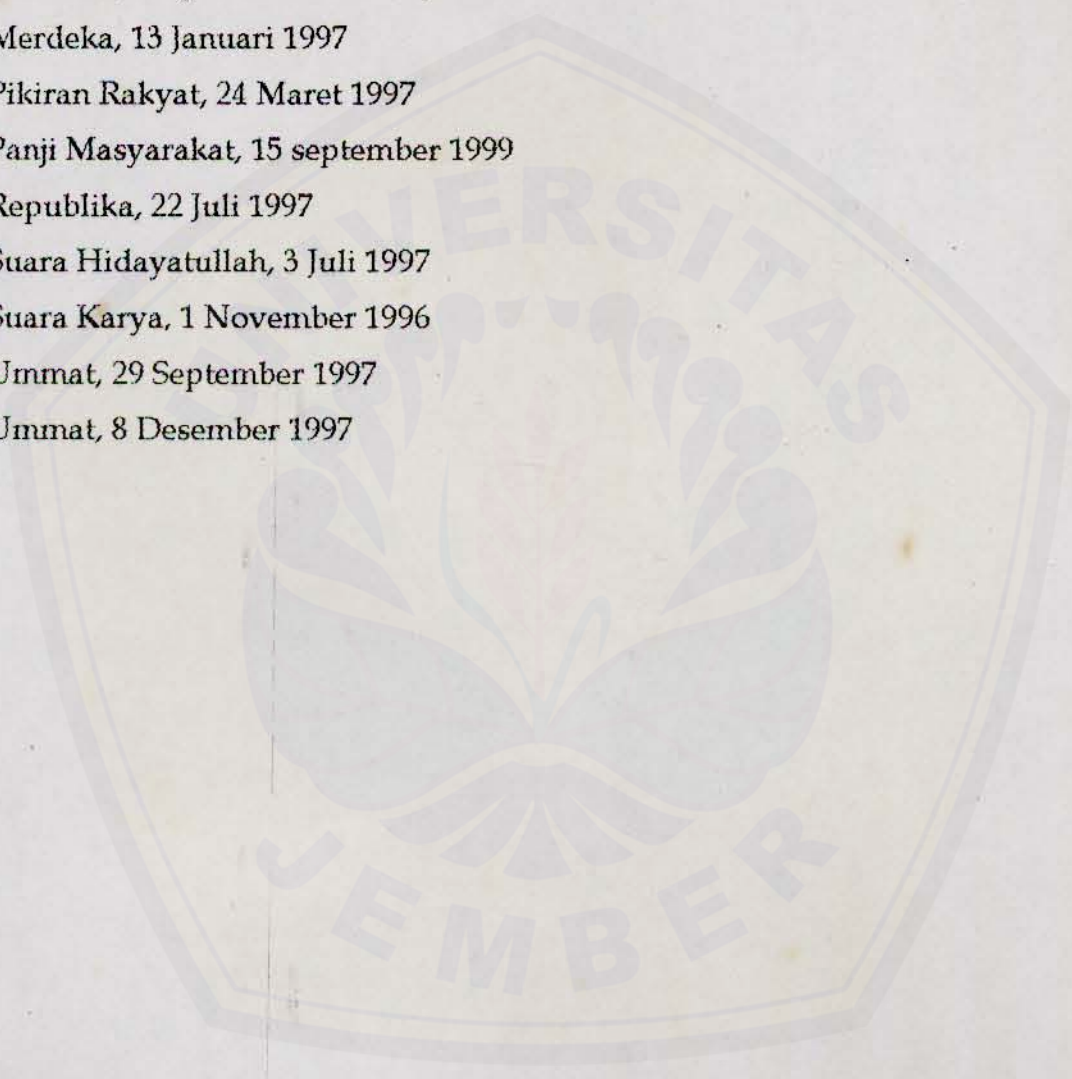 Merdeka, 13 Januari 1997
Pikiran Rakyat, 24 Maret 1997
Panji Masyarakat, 15 september 1999
Republika, 22 Juli 1997
Suara Hidayatullah, 3 Juli 1997
Suara Karya, 1 November 1996
Ummat, 29 September 1997
Ummat, 8 Desember 1997
UNIVERSITAS
JEMBER